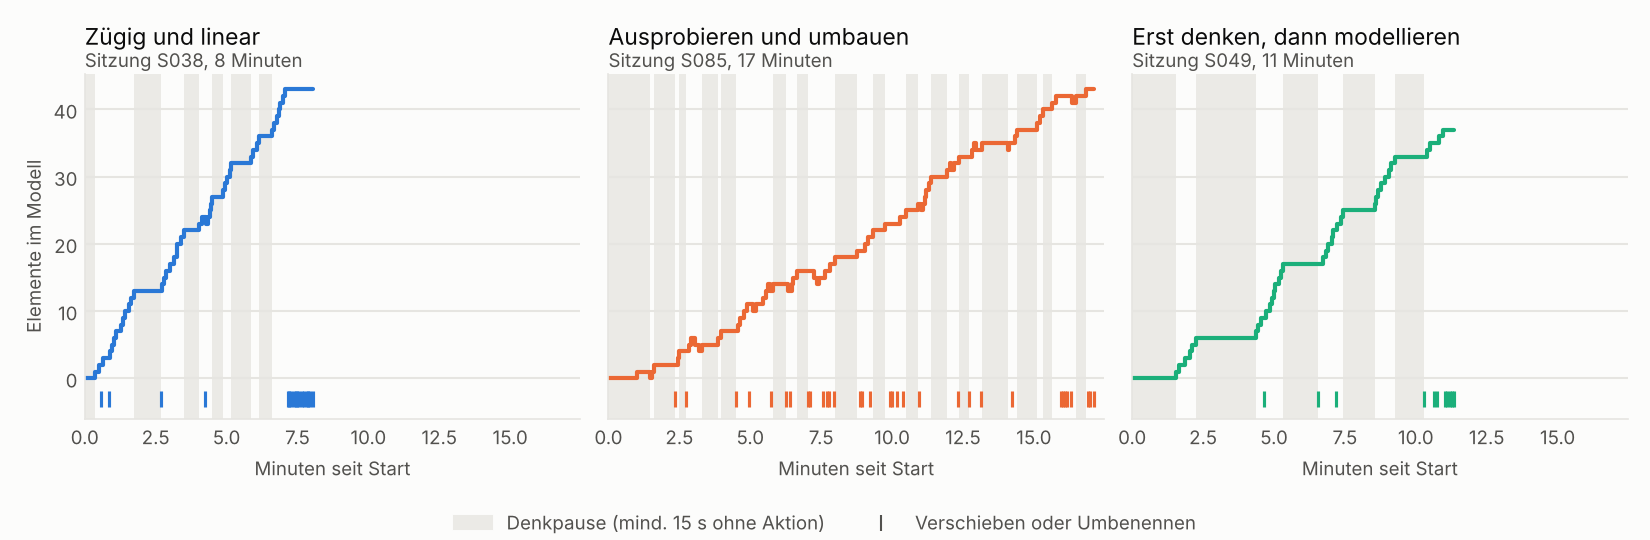 Zügig und linear
Sitzung S038, 8 Minuten
Ausprobieren und umbauen
Sitzung S085, 17 Minuten
Erst denken, dann modellieren
Sitzung S049, 11 Minuten
Elemente im Modell
40
30
20
10
0
0.0 2.5 5.0 7.5 10.0 12.5 15.0
0.0 2.5 5.0 7.5 10.0 12.5 15.0
0.0 2.5 5.0 7.5 10.0 12.5 15.0
Minuten seit Start
Minuten seit Start
Minuten seit Start
Denkpause (mind. 15 s ohne Aktion)
Verschieben oder Umbenennen